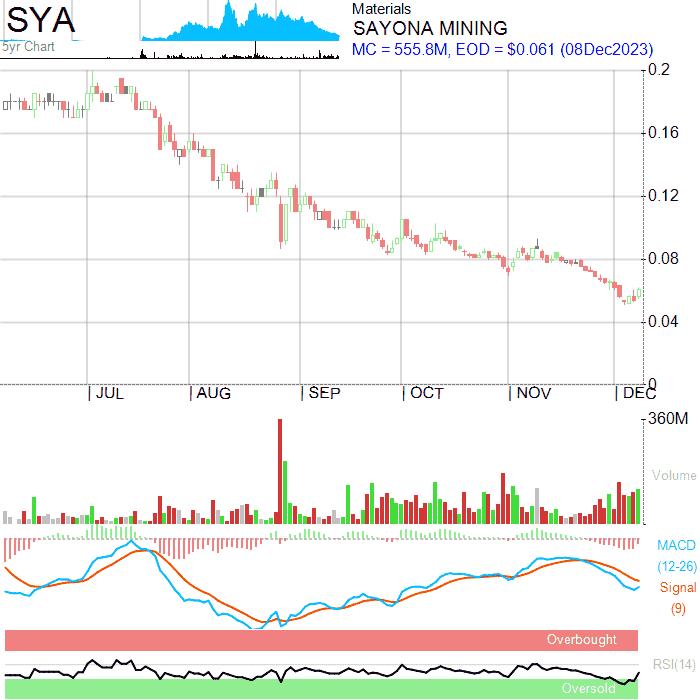 SYA
5yr Chart
Materials
SAYONA MINING
MC = 555.8M, EOD = $0.061 (08Dec2023)
0.2
0.16
0.12
0.08
0.04
0
JUL AUG SEP OCT NOV DEC
360M
Volume
MACD
(12-26)
Signal
(9)
Overbought
RSI(14)
Oversold